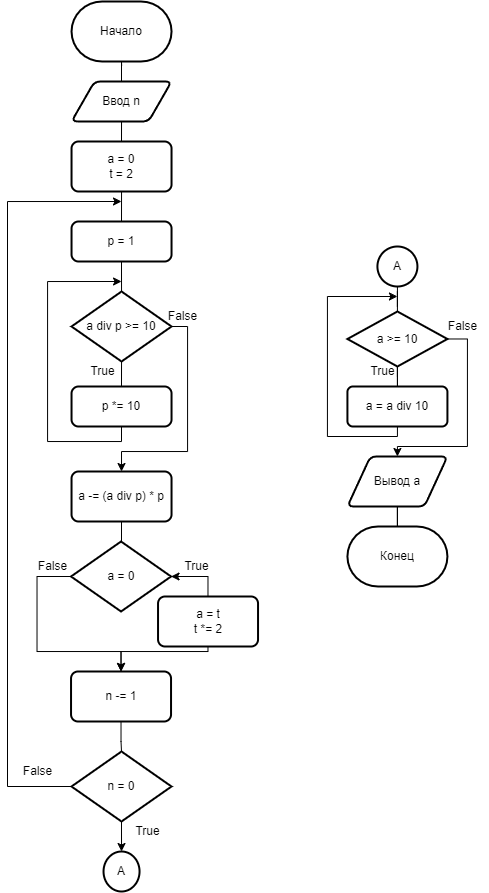 Начало
Ввод n
a = 0
t = 2
p = 1
a div p >= 10
False
True
p *= 10
a -= (a div p) * p
False
a = 0
True
a = t
t *= 2
n -= 1
False
n = 0
True
A
A
a >= 10
False
True
a = a div 10
Вывод a
Конец